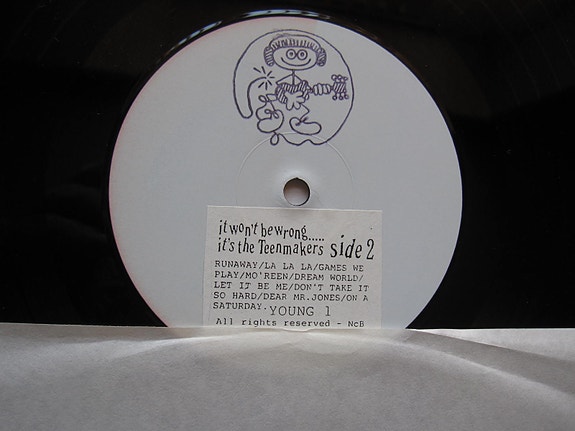 it won't be wrong.....
it's the Teenmakers side 2
RUNAWAY/LA LA LA/GAMES WE
PLAY/MO'REEN/DREAM WORLD/
LET IT BE ME/DON'T TAKE IT
SO HARD/DEAR MR.JONES/ON A
SATURDAY.YOUNG 1
All rights reserved - NcB